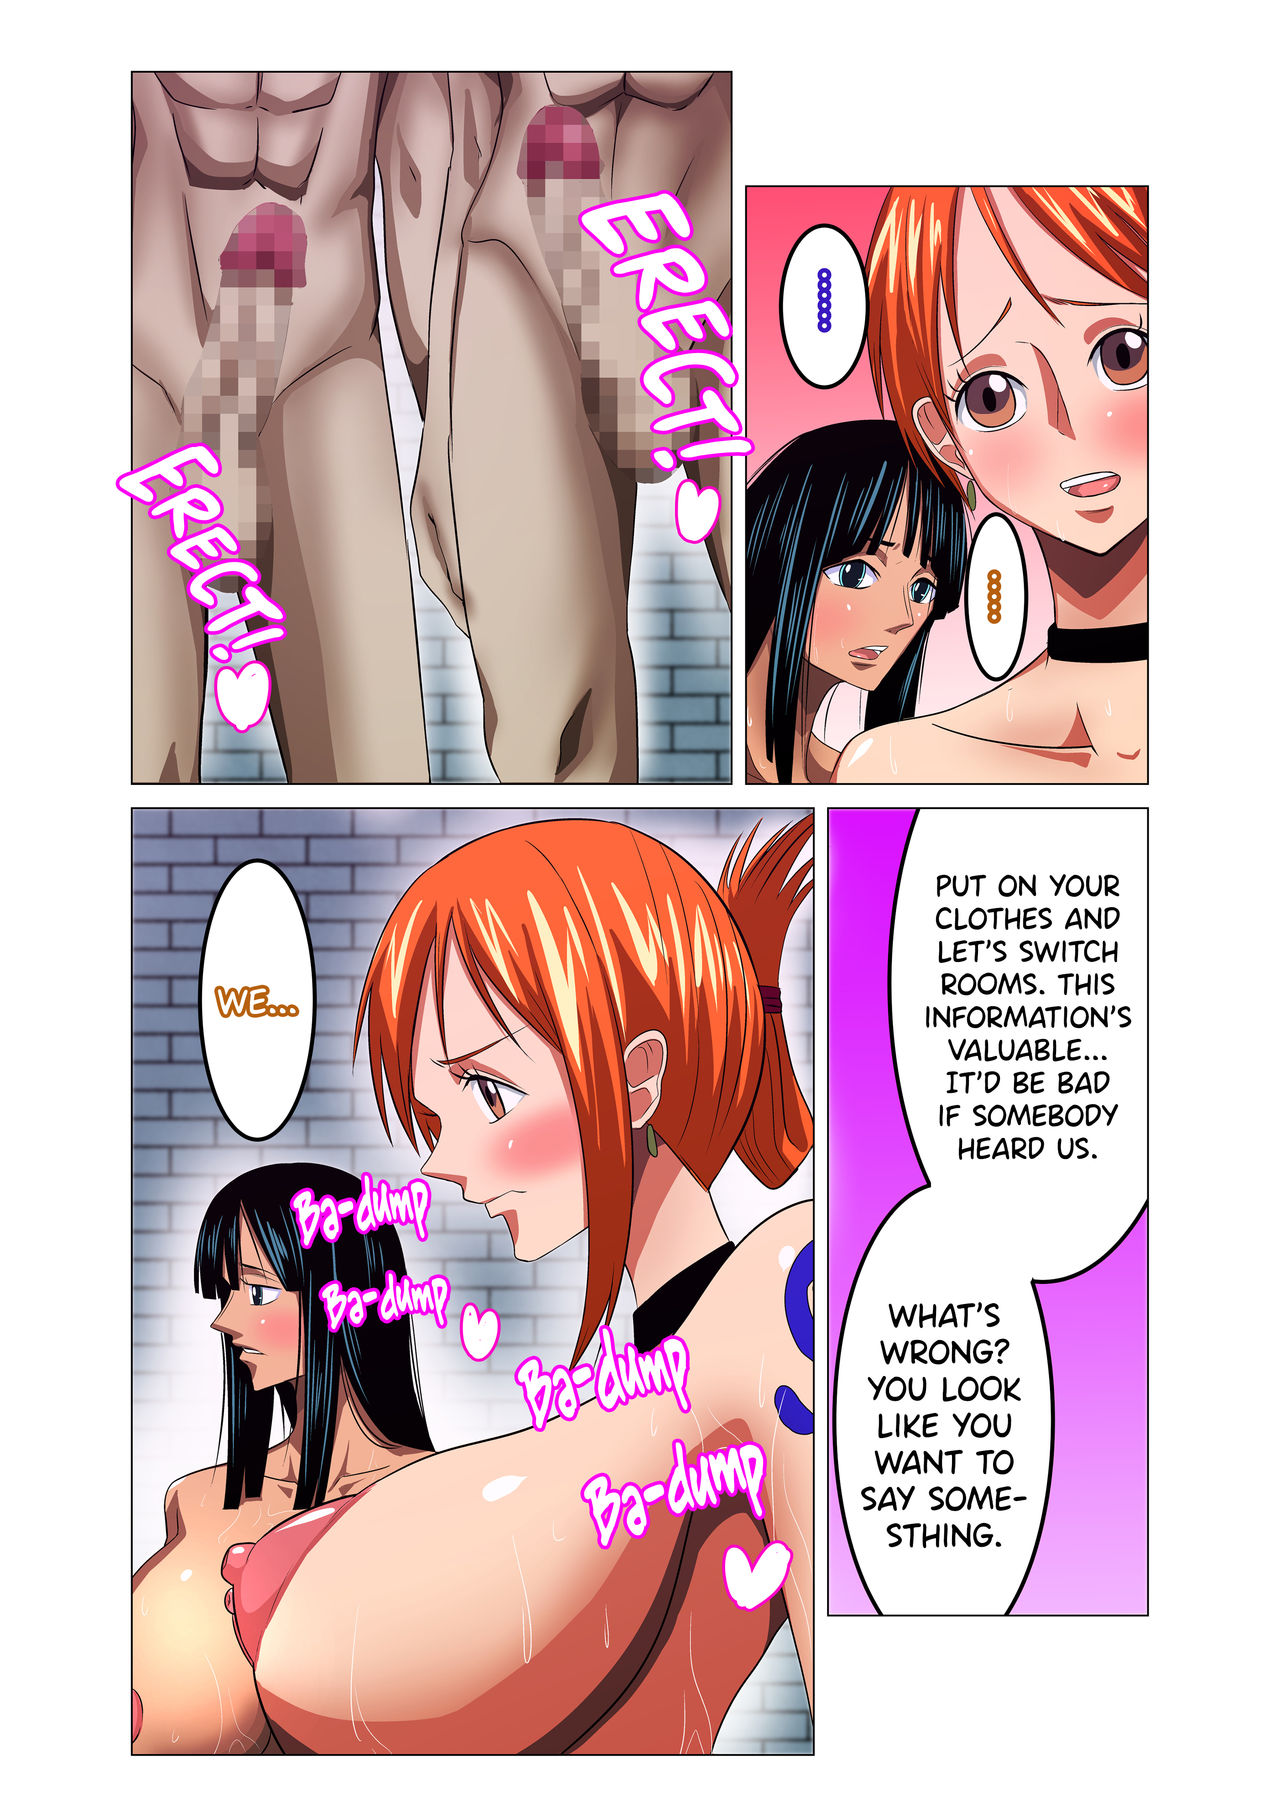 ERECT!
ERECT!
WE...
Ba-dump
Ba-dump
Ba-dump
Ba-dump
PUT ON YOUR
CLOTHES AND
LET'S SWITCH
ROOMS. THIS
INFORMATION'S
VALUABLE...
IT'D BE BAD
IF SOMEBODY
HEARD US.
WHAT'S
WRONG?
YOU LOOK
LIKE YOU
WANT TO
SAY SOME-
STHING.